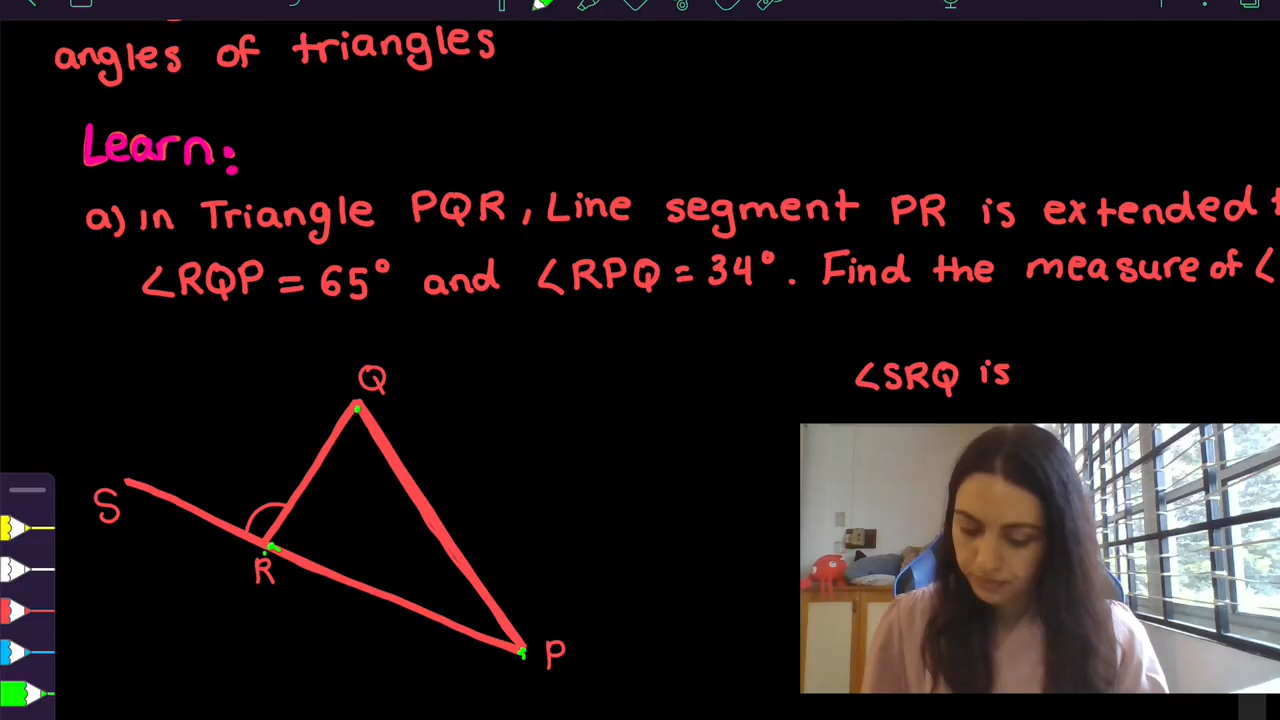 angles of triangles
Learn:
a) in Triangle PQR, Line segment PR is extended
∠RQP = 65° and ∠RPQ = 34°. Find the measure of ∠
Q
∠SRQ is
S
R
P